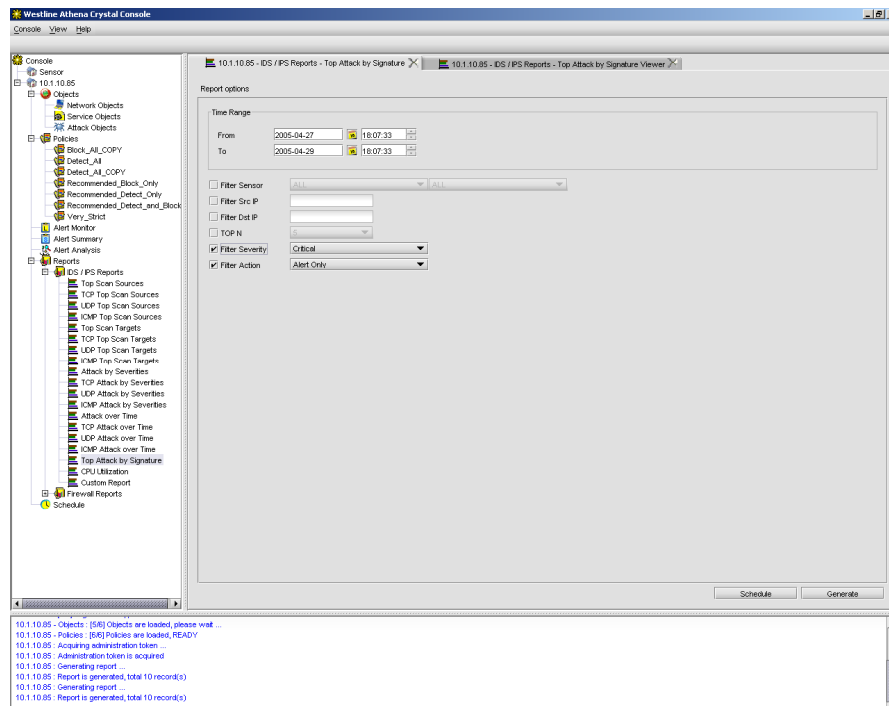 Westline Athena Crystal Console
Console View Help
Console
Sensor
10.1.10.85
Objects
Network Objects
Service Objects
Attack Objects
Policies
Block_All_COPY
Detect_All
Detect_All_COPY
Recommended_Block_Only
Recommended_Detect_Only
Recommended_Detect_and_Block
Very_Strict
Alert Monitor
Alert Summary
Alert Analysis
Reports
IDS / IPS Reports
Top Scan Sources
TCP Top Scan Sources
UDP Top Scan Sources
ICMP Top Scan Sources
Top Scan Targets
TCP Top Scan Targets
UDP Top Scan Targets
ICMP Top Scan Targets
Attack by Severities
TCP Attack by Severities
UDP Attack by Severities
ICMP Attack by Severities
Attack over Time
TCP Attack over Time
UDP Attack over Time
ICMP Attack over Time
Top Attack by Signature
CPU Utilization
Custom Report
Firewall Reports
Schedule
10.1.10.85 - IDS / IPS Reports - Top Attack by Signature
10.1.10.85 - IDS / IPS Reports - Top Attack by Signature Viewer
Report options
Time Range
From 2005-04-27 18:07:33
To 2005-04-29 18:07:33
Filter Sensor ALL ALL
Filter Src IP
Filter Dst IP
TOP N 5
Filter Severity Critical
Filter Action Alert Only
Schedule Generate
10.1.10.85 - Objects : [5/6] Objects are loaded, please wait ...
10.1.10.85 - Policies : [6/6] Policies are loaded, READY
10.1.10.85 : Acquiring administration token ...
10.1.10.85 : Administration token is acquired
10.1.10.85 : Generating report ...
10.1.10.85 : Report is generated, total 10 record(s)
10.1.10.85 : Generating report ...
10.1.10.85 : Report is generated, total 10 record(s)